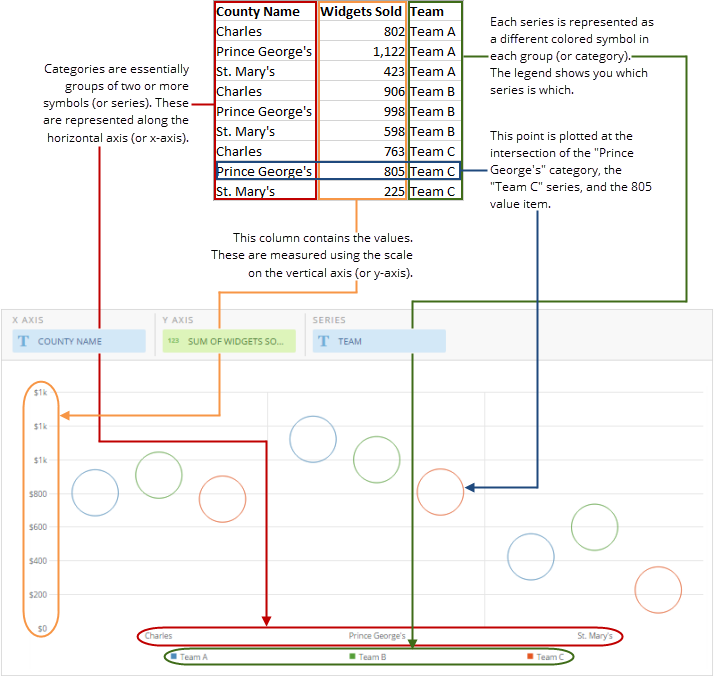 County Name Widgets Sold Team
Charles 802 Team A
Prince George's 1,122 Team A
St. Mary's 423 Team A
Charles 906 Team B
Prince George's 998 Team B
St. Mary's 598 Team B
Charles 763 Team C
Prince George's 805 Team C
St. Mary's 225 Team C
Categories are essentially
groups of two or more
symbols (or series). These
are represented along the
horizontal axis (or x-axis).
Each series is represented as
a different colored symbol in
each group (or category).
The legend shows you which
series is which.
This point is plotted at the
intersection of the "Prince
George's" category, the
"Team C" series, and the 805
value item.
This column contains the values.
These are measured using the scale
on the vertical axis (or y-axis).
X AXIS Y AXIS SERIES
T COUNTY NAME 123 SUM OF WIDGETS SO... T TEAM
$1k
$1k
$1k
$800
$600
$400
$200
$0
Charles Prince George's St. Mary's
Team A Team B Team C